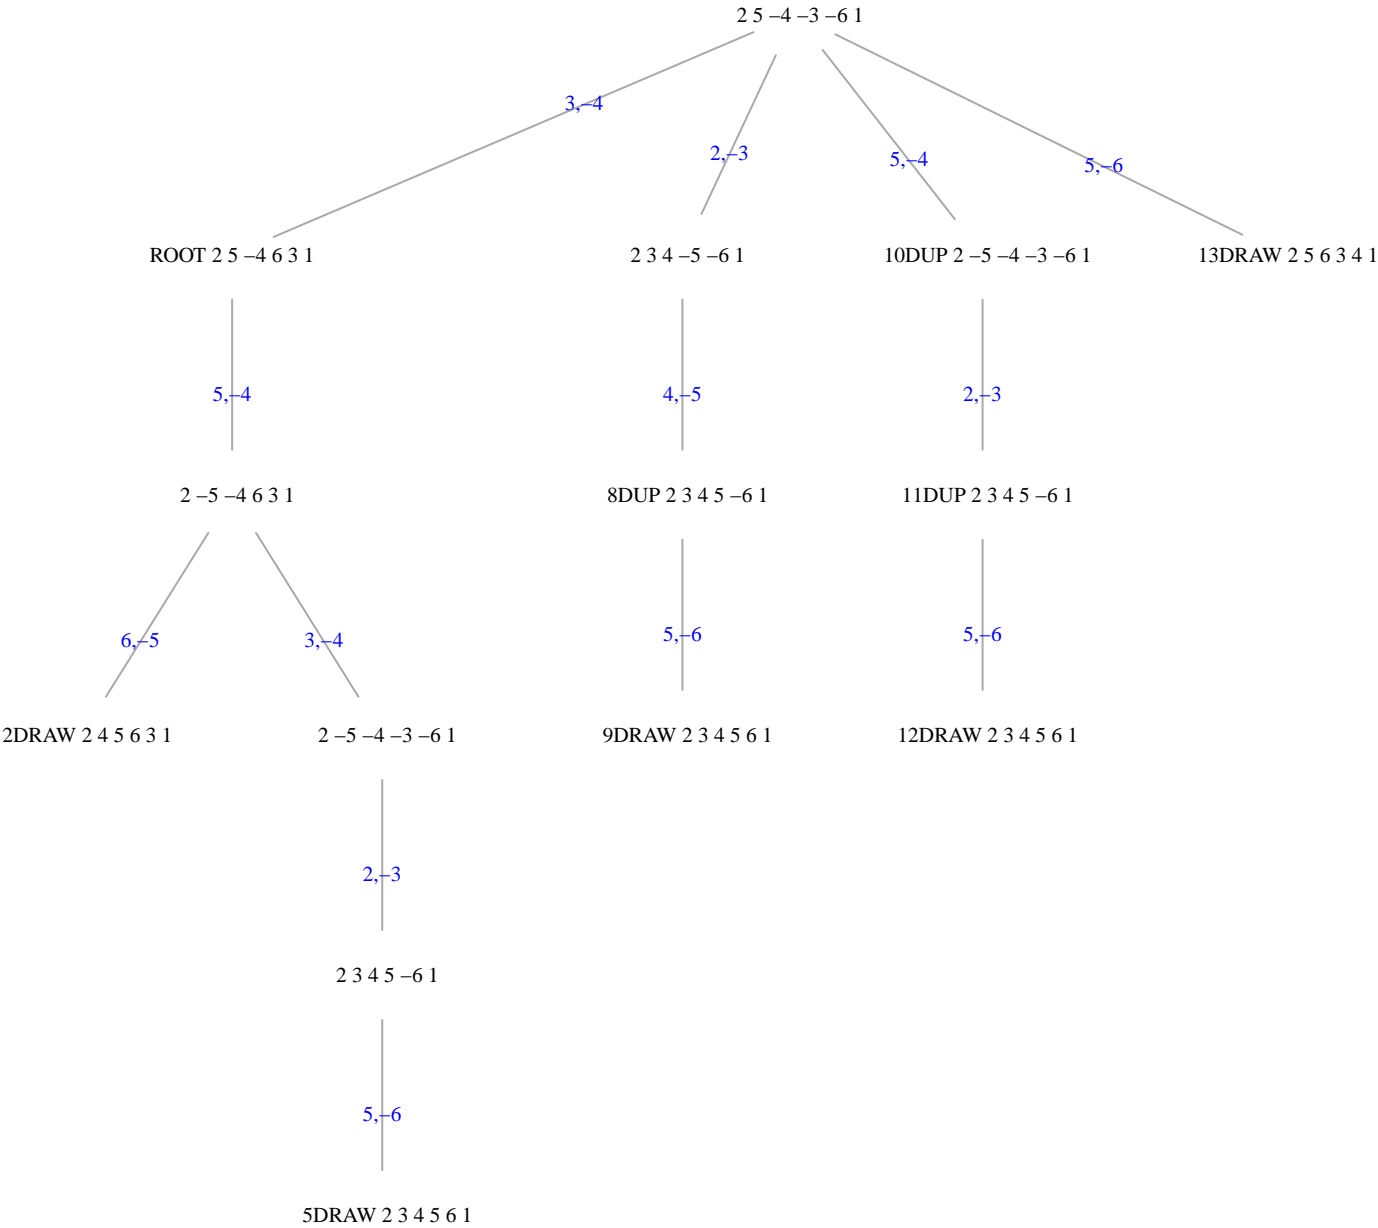 2 5 –4 –3 –6 1
3,–4
2,–3
5,–4
5,–6
ROOT 2 5 –4 6 3 1
2 3 4 –5 –6 1
10DUP 2 –5 –4 –3 –6 1
13DRAW 2 5 6 3 4 1
5,–4
4,–5
2,–3
2 –5 –4 6 3 1
8DUP 2 3 4 5 –6 1
11DUP 2 3 4 5 –6 1
6,–5
3,–4
5,–6
5,–6
2DRAW 2 4 5 6 3 1
2 –5 –4 –3 –6 1
9DRAW 2 3 4 5 6 1
12DRAW 2 3 4 5 6 1
2,–3
2 3 4 5 –6 1
5,–6
5DRAW 2 3 4 5 6 1